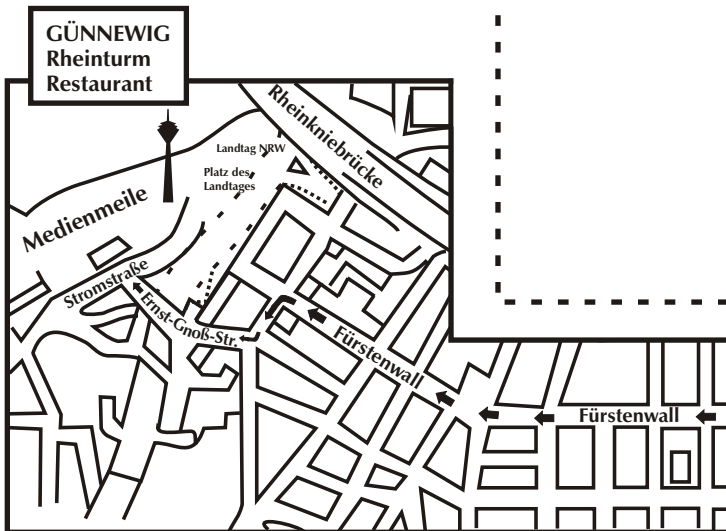 GÜNNEWIG
Rheinturm
Restaurant
Rheinkniebrücke
Landtag NRW
Platz des
Landtages
Medienmeile
Stromstraße
Ernst-Gnoß-Str.
Fürstenwall
Fürstenwall